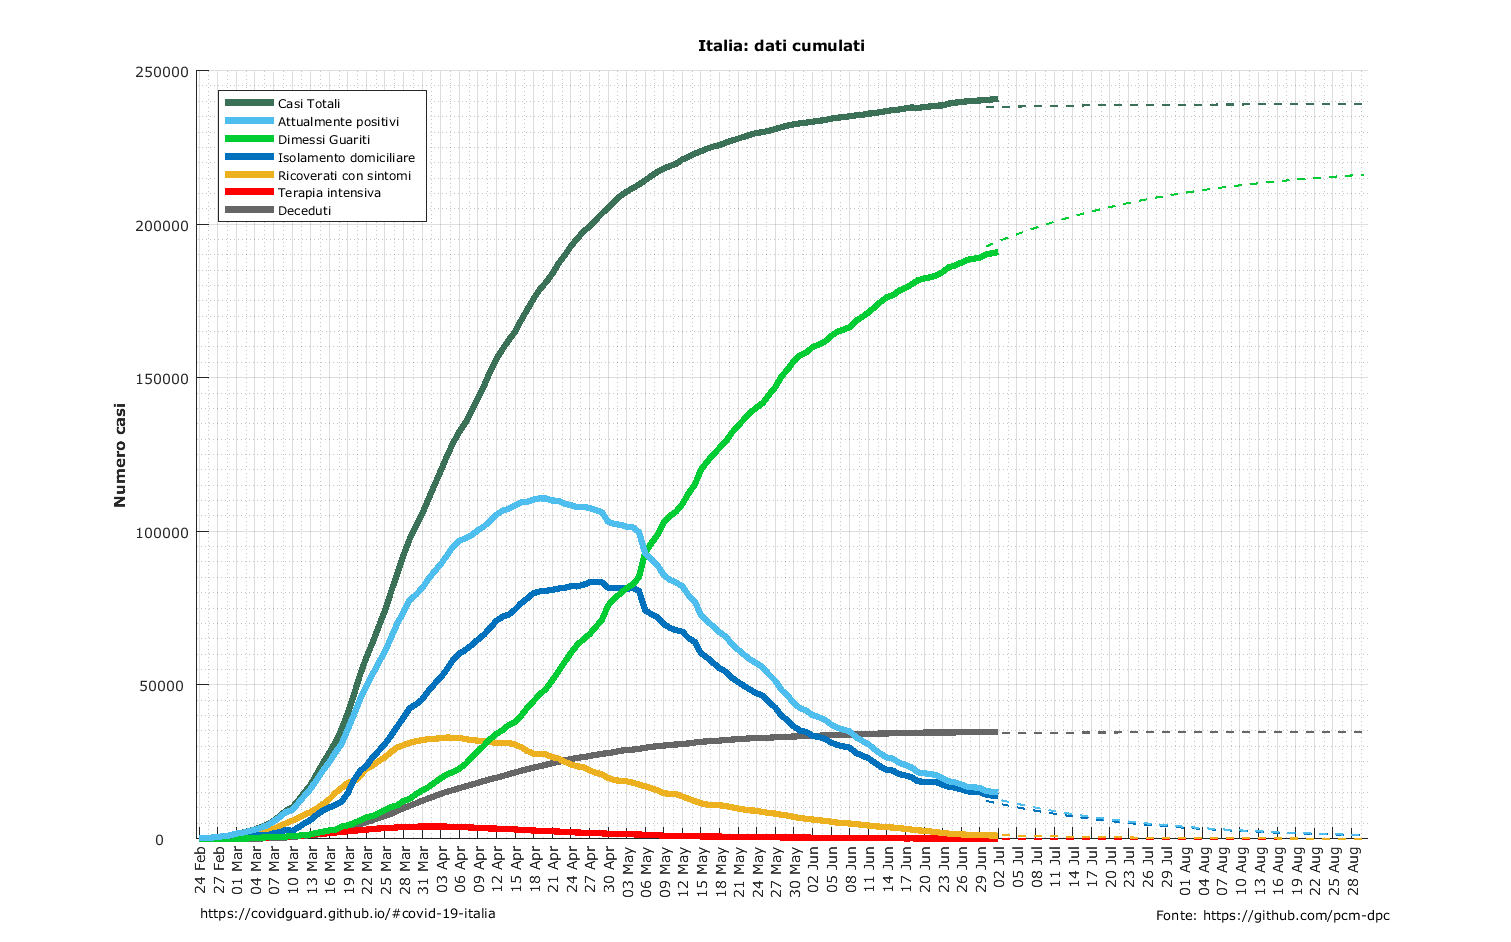 Italia: dati cumulati
Numero casi
250000
200000
150000
100000
50000
0
Casi Totali
Attualmente positivi
Dimessi Guariti
Isolamento domiciliare
Ricoverati con sintomi
Terapia intensiva
Deceduti
24 Feb
27 Feb
01 Mar
04 Mar
07 Mar
10 Mar
13 Mar
16 Mar
19 Mar
22 Mar
25 Mar
28 Mar
31 Mar
03 Apr
06 Apr
09 Apr
12 Apr
15 Apr
18 Apr
21 Apr
24 Apr
27 Apr
30 Apr
03 May
06 May
09 May
12 May
15 May
18 May
21 May
24 May
27 May
30 May
02 Jun
05 Jun
08 Jun
11 Jun
14 Jun
17 Jun
20 Jun
23 Jun
26 Jun
29 Jun
02 Jul
05 Jul
08 Jul
11 Jul
14 Jul
17 Jul
20 Jul
23 Jul
26 Jul
29 Jul
01 Aug
04 Aug
07 Aug
10 Aug
13 Aug
16 Aug
19 Aug
22 Aug
25 Aug
28 Aug
https://covidguard.github.io/#covid-19-italia
Fonte: https://github.com/pcm-dpc